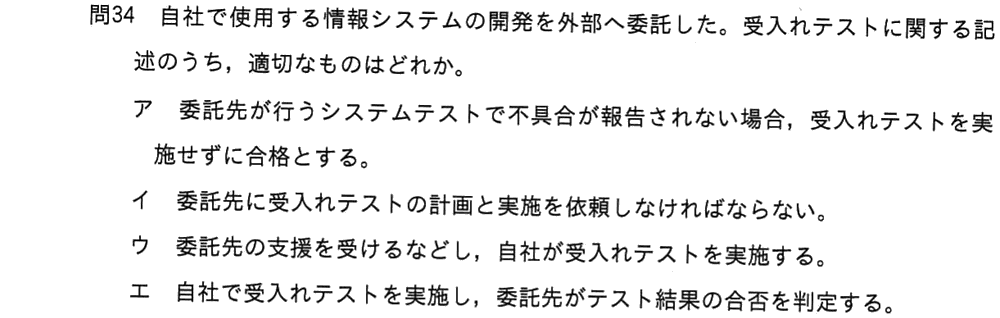 問34 自社で使用する情報システムの開発を外部へ委託した。受入れテストに関する記
述のうち，適切なものはどれか。
ア 委託先が行うシステムテストで不具合が報告されない場合，受入れテストを実
施せずに合格とする。
イ 委託先に受入れテストの計画と実施を依頼しなければならない。
ウ 委託先の支援を受けるなどし，自社が受入れテストを実施する。
エ 自社で受入れテストを実施し，委託先がテスト結果の合否を判定する。